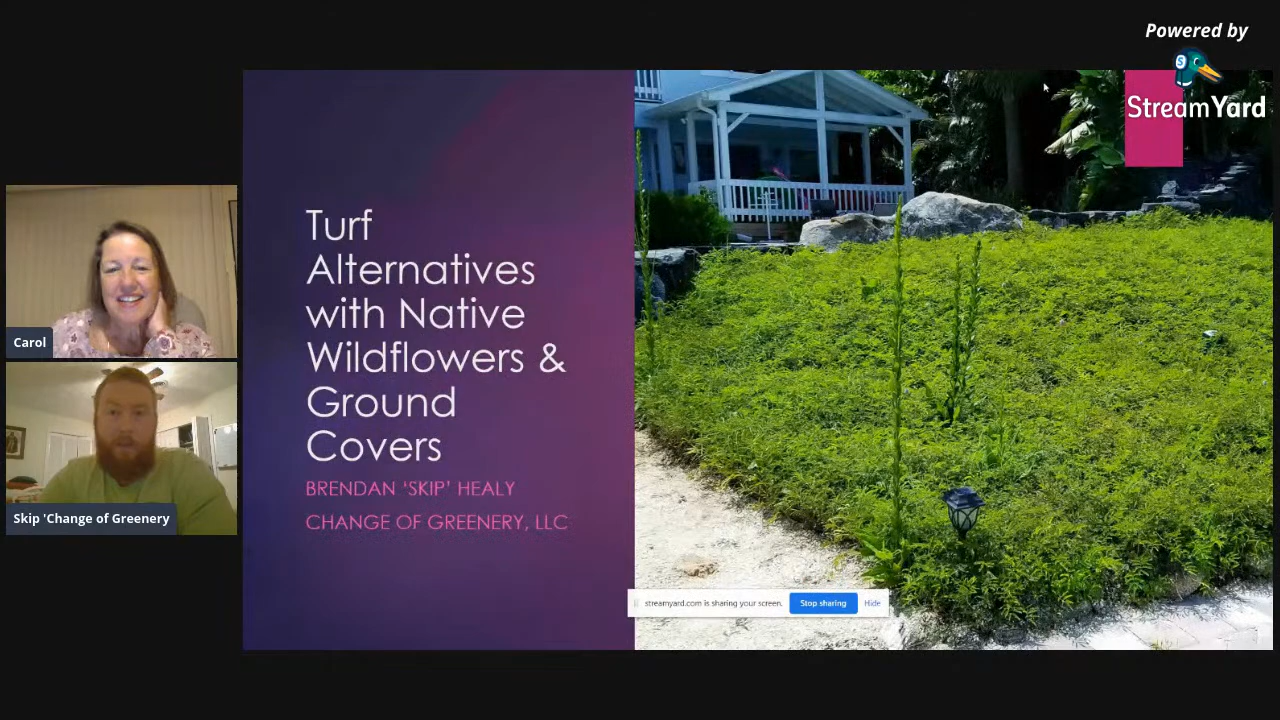 Powered by
StreamYard
Turf
Alternatives
with Native
Wildflowers &
Ground
Covers
BRENDAN ‘SKIP’ HEALY
CHANGE OF GREENERY, LLC
Carol
Skip 'Change of Greenery
streamyard.com is sharing your screen. Stop sharing Hide